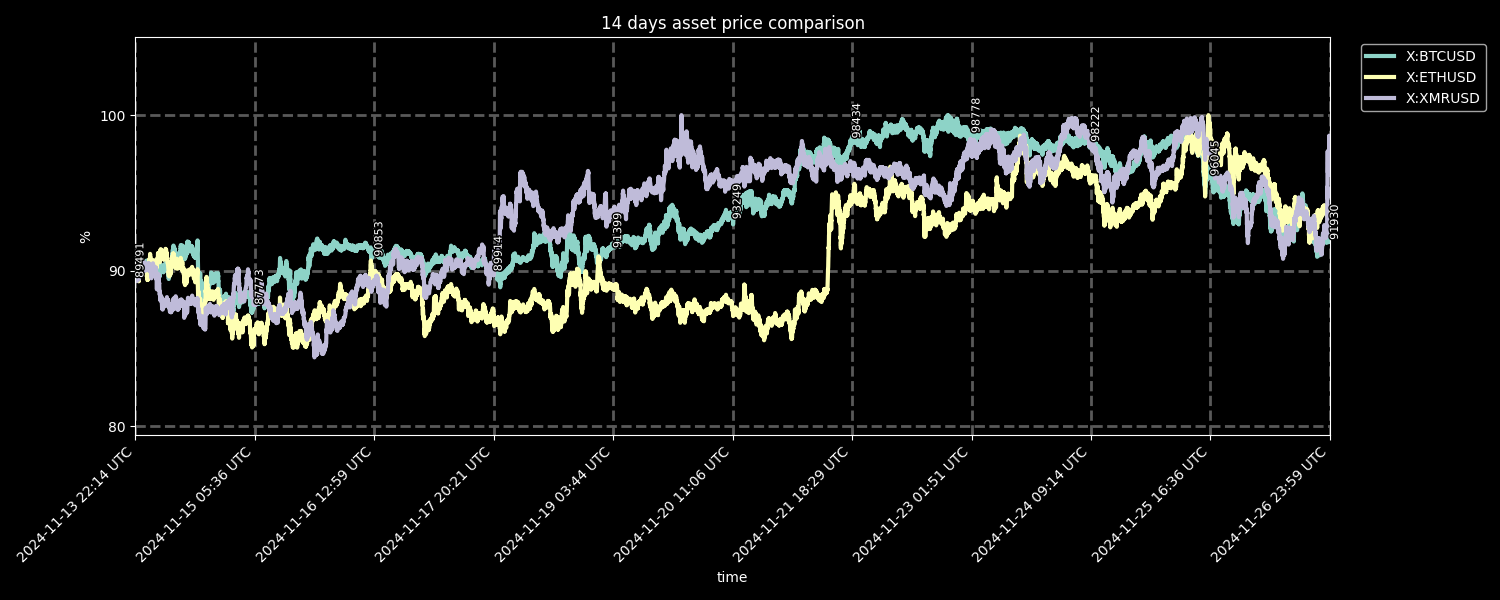 14 days asset price comparison
X:BTCUSD
X:ETHUSD
X:XMRUSD
%
100
90
80
89491
90853
89914
91399
93249
98434
98778
98222
96045
91930
2024-11-13 22:14 UTC
2024-11-15 05:36 UTC
2024-11-16 12:59 UTC
2024-11-17 20:21 UTC
2024-11-19 03:44 UTC
2024-11-20 11:06 UTC
2024-11-21 18:29 UTC
2024-11-23 01:51 UTC
2024-11-24 09:14 UTC
2024-11-25 16:36 UTC
2024-11-26 23:59 UTC
time